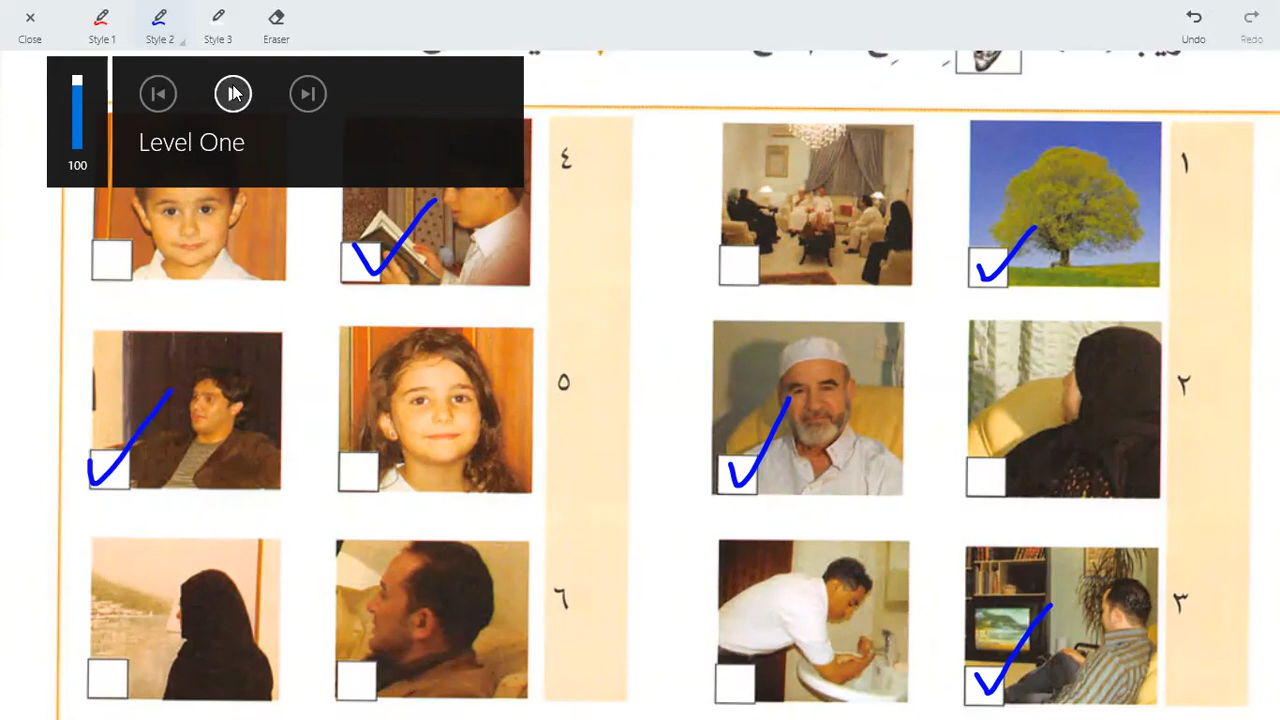 Close
Style 1
Style 2
Style 3
Eraser
Undo
Redo
Level One
100
١
٢
٣
٤
٥
٦